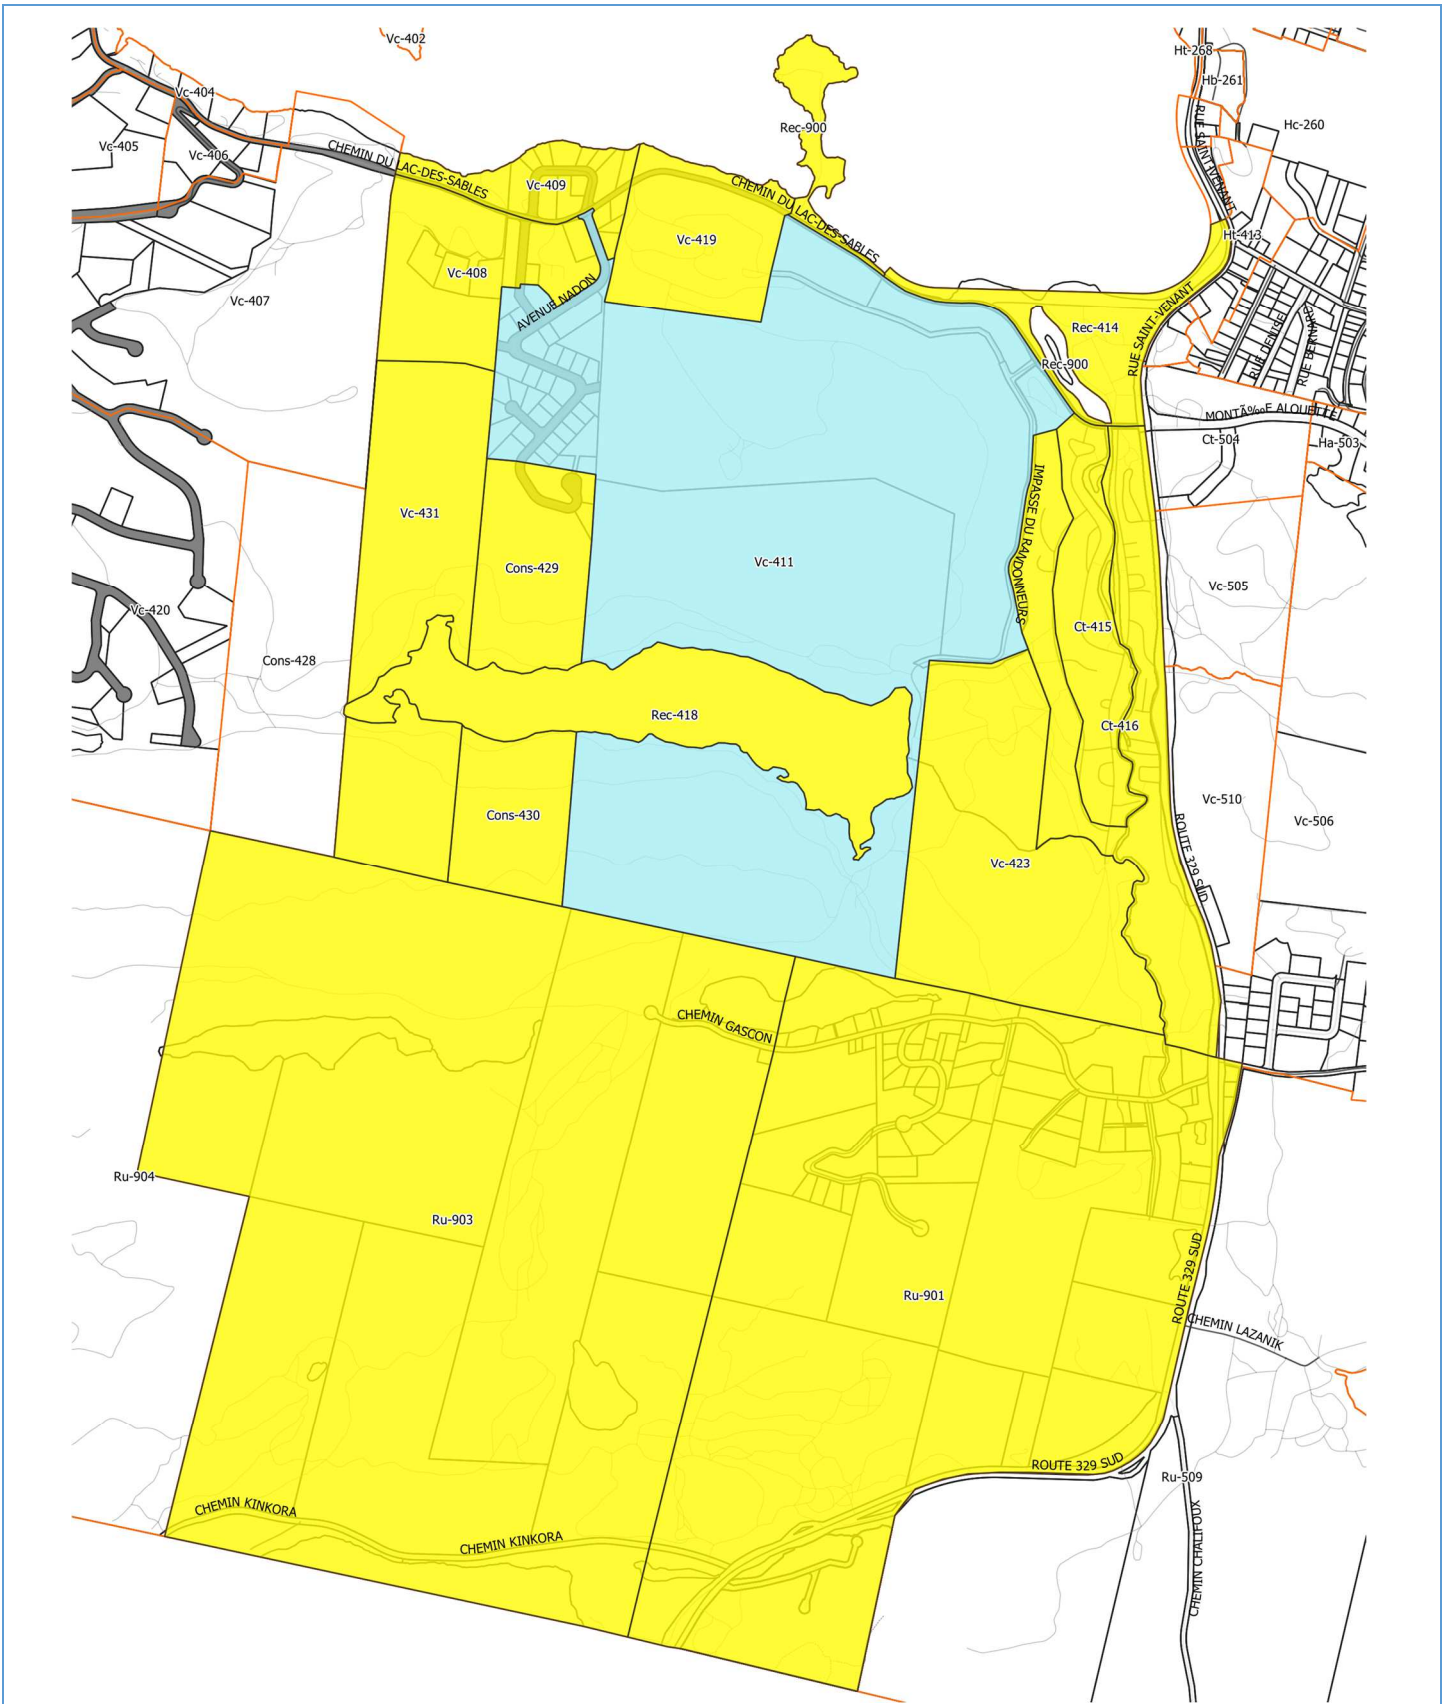 Vc-402
Ht-268
Hb-261
Vc-404
Hc-260
Rec-900
RUE SAINT-VENANT
Vc-405
Vc-406
CHEMIN DU LAC-DES-SABLES
Vc-409
CHEMIN DU LAC-DES-SABLES
Ht-413
Vc-419
Vc-408
Vc-407
AVENUE NADON
Rec-414
RUE SAINT-VENANT
RUE DENISE
RUE BERNARD
Rec-900
MONTÃ‰E ALOUETTE
Ct-504
Ha-503
IMPASSE DU RANDONNEURS
Vc-431
Vc-411
Cons-429
Vc-505
Vc-420
Ct-415
Cons-428
Rec-418
Ct-416
Vc-510
Cons-430
Vc-506
Vc-423
ROUTE 329 SUD
CHEMIN GASCON
Ru-904
Ru-903
Ru-901
ROUTE 329 SUD
CHEMIN LAZANIK
ROUTE 329 SUD
Ru-509
CHEMIN KINKORA
CHEMIN KINKORA
CHEMIN CHALIFOUX